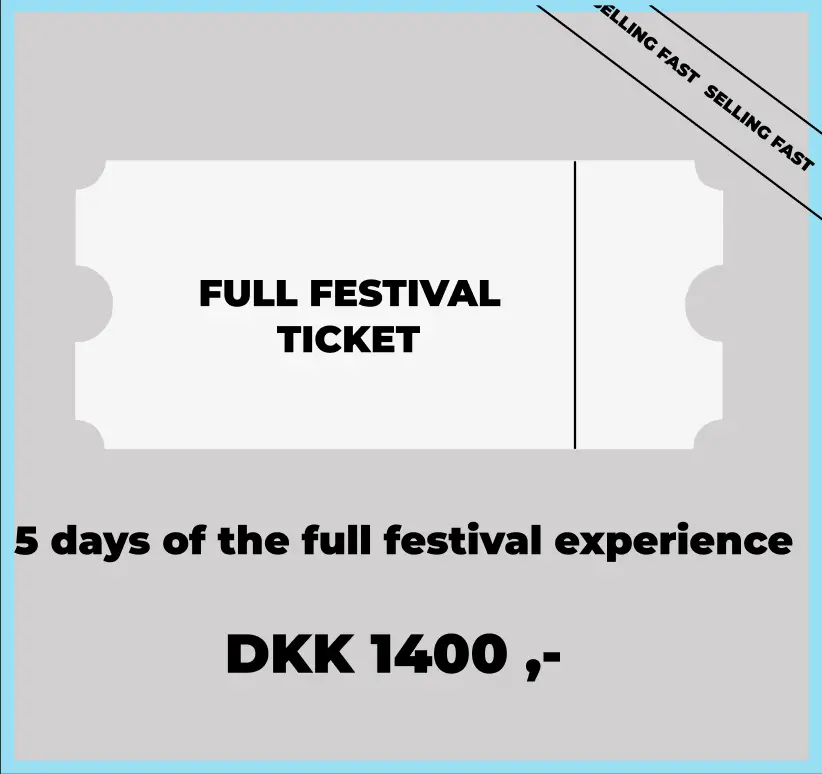 SELLING FAST SELLING FAST
FULL FESTIVAL
TICKET
5 days of the full festival experience
DKK 1400 ,-